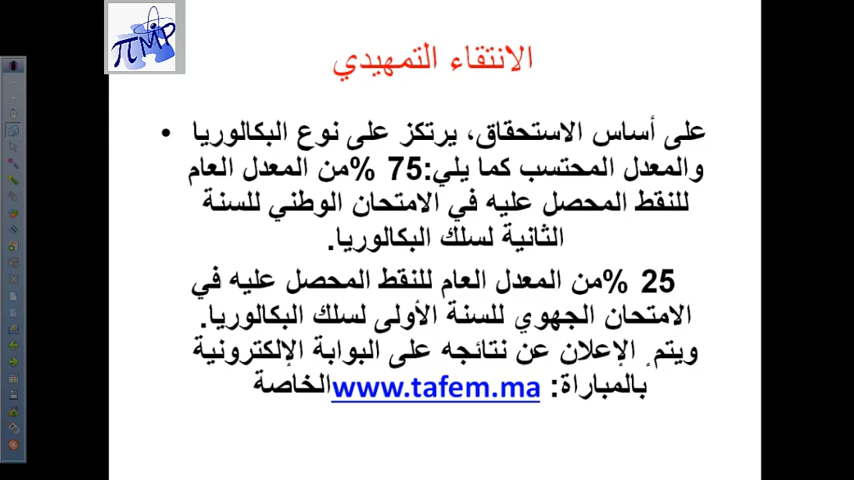 πMP
الانتقاء التمهيدي
• على أساس الاستحقاق، يرتكز على نوع البكالوريا
والمعدل المحتسب كما يلي:75 %من المعدل العام
للنقط المحصل عليه في الامتحان الوطني للسنة
الثانية لسلك البكالوريا.
25 %من المعدل العام للنقط المحصل عليه في
الامتحان الجهوي للسنة الأولى لسلك البكالوريا.
ويتم الإعلان عن نتائجه على البوابة الإلكترونية
بالمباراة: www.tafem.maالخاصة